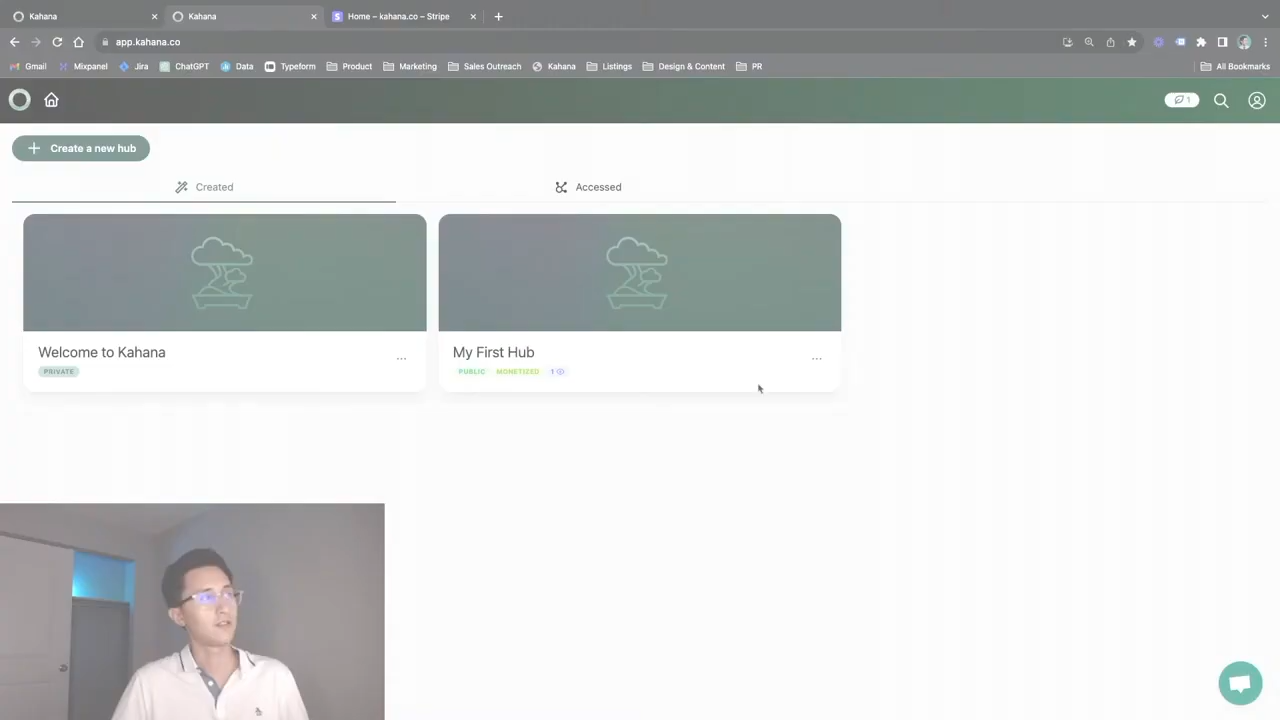 Kahana
Kahana
Home – kahana.co – Stripe
app.kahana.co
Gmail
Mixpanel
Jira
ChatGPT
Data
Typeform
Product
Marketing
Sales Outreach
Kahana
Listings
Design & Content
PR
All Bookmarks
1
Create a new hub
Created
Accessed
Welcome to Kahana
PRIVATE
My First Hub
PUBLIC
MONETIZED
1